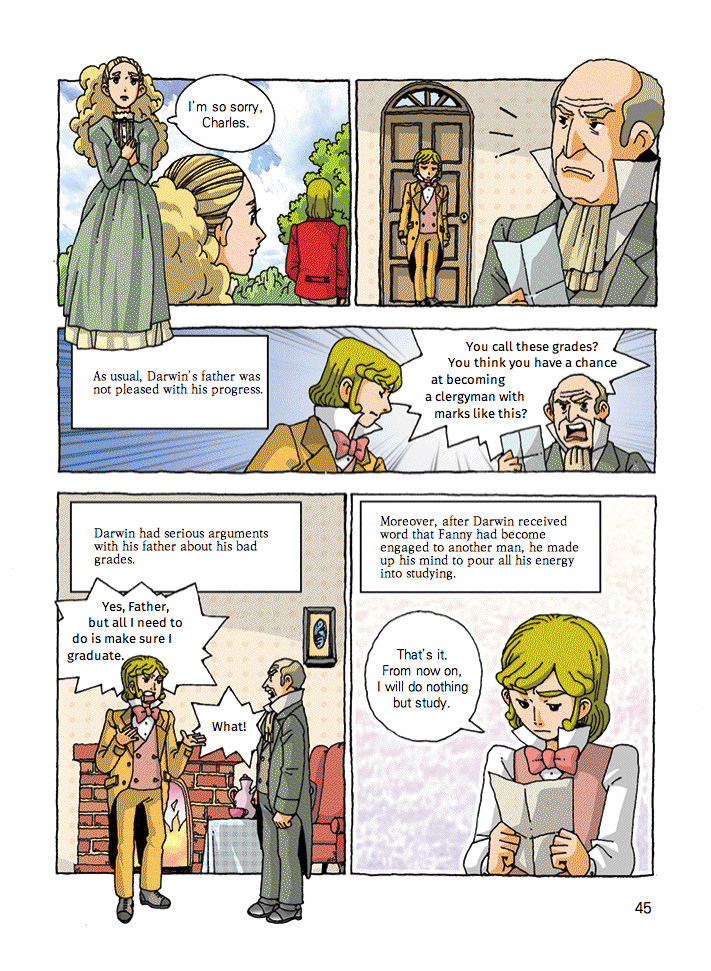 I'm so sorry,
Charles.
You call these grades?
You think you have a chance
at becoming
a clergyman with
marks like this?
As usual, Darwin's father was
not pleased with his progress.
Darwin had serious arguments
with his father about his bad
grades.
Yes, Father,
but all I need to
do is make sure I
graduate.
What!
Moreover, after Darwin received
word that Fanny had become
engaged to another man, he made
up his mind to pour all his energy
into studying.
That's it.
From now on,
I will do nothing
but study.
45